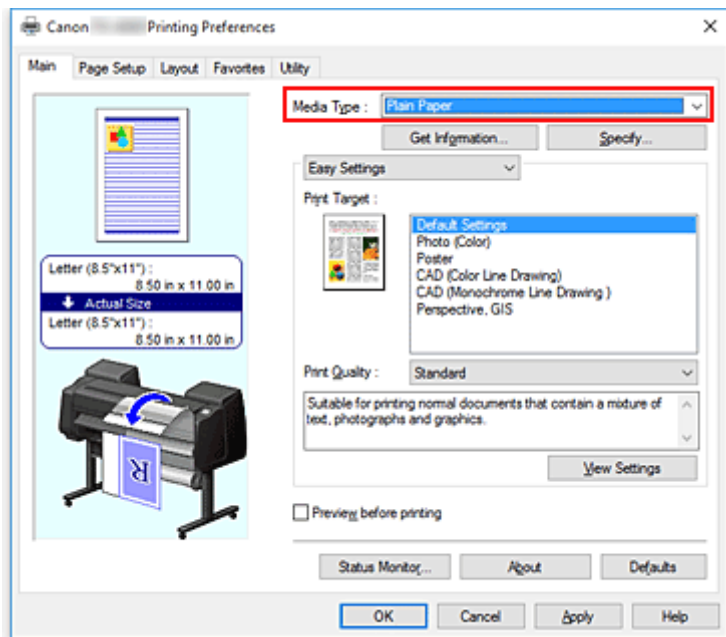 Canon Printing Preferences
Main Page Setup Layout Favorites Utility
Media Type : Plain Paper
Get Information... Specify...
Easy Settings
Print Target :
Default Settings
Photo (Color)
Poster
CAD (Color Line Drawing)
CAD (Monochrome Line Drawing )
Perspective, GIS
Letter (8.5"x11") :
8.50 in x 11.00 in
Actual Size
Letter (8.5"x11") :
8.50 in x 11.00 in
R
Print Quality : Standard
Suitable for printing normal documents that contain a mixture of
text, photographs and graphics.
View Settings
Preview before printing
Status Monitor... About Defaults
OK Cancel Apply Help